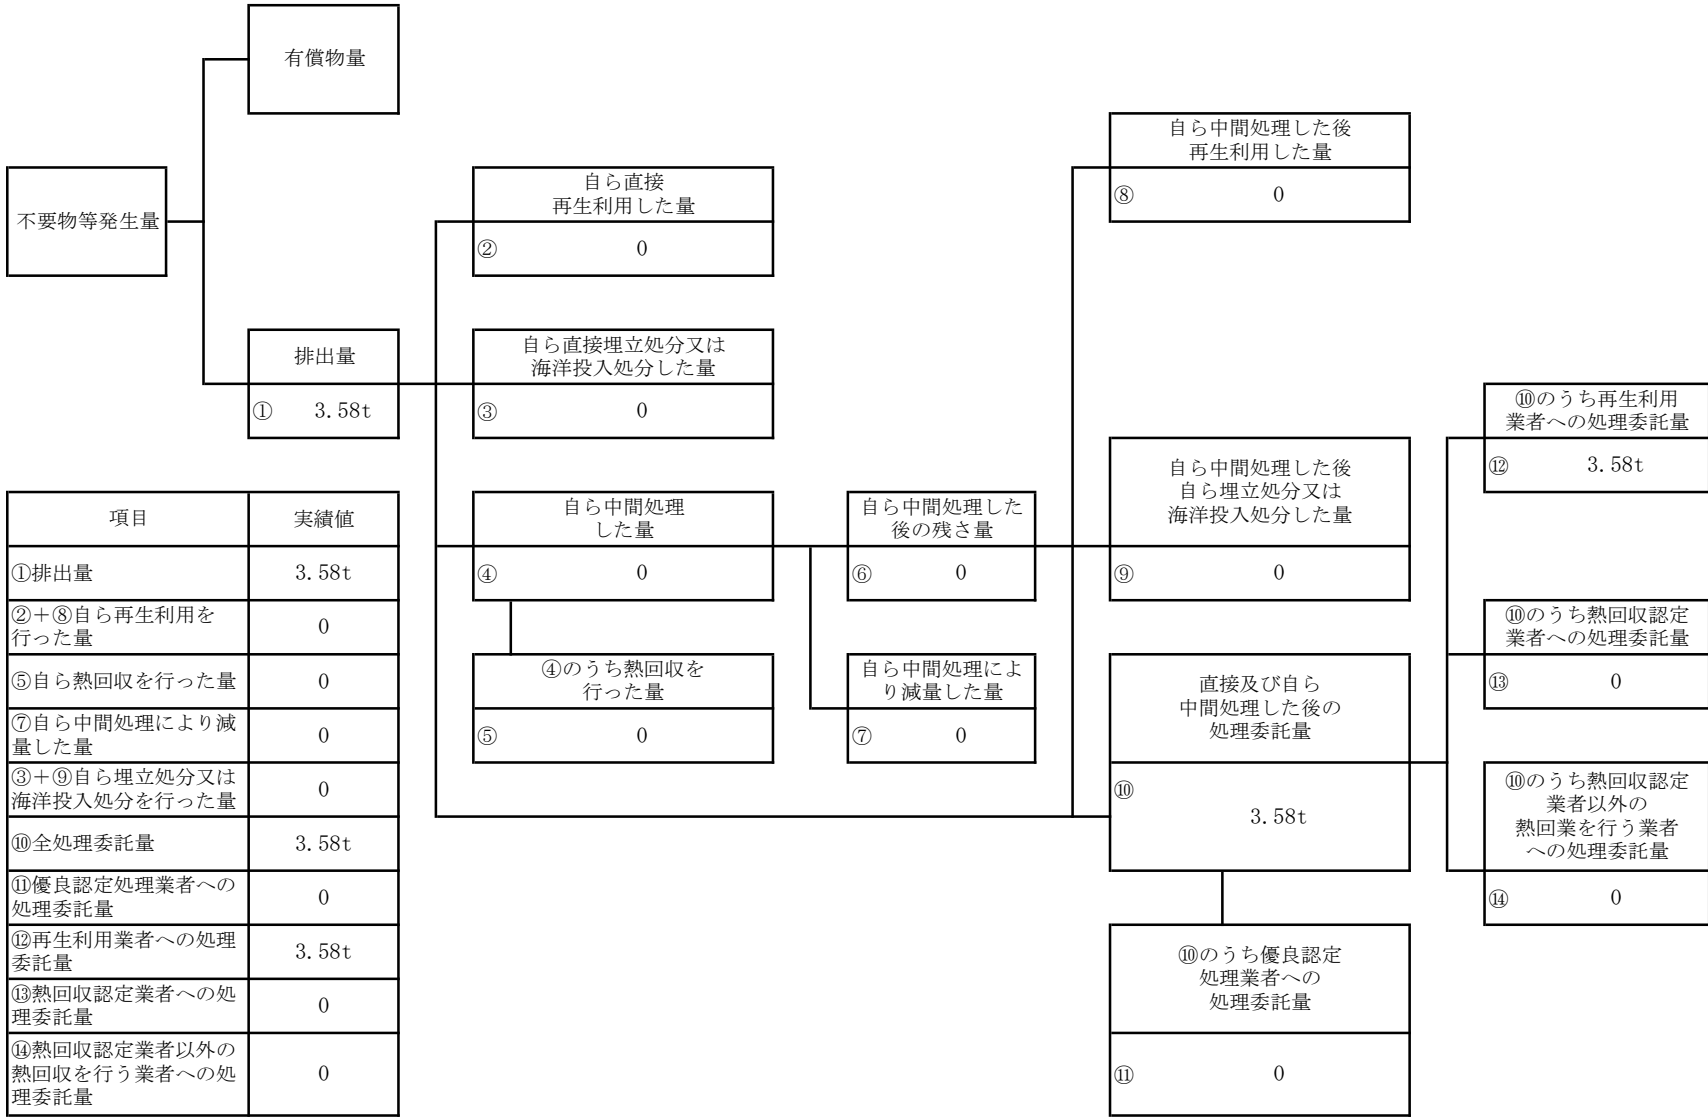 有償物量
不要物等発生量
排出量
① 3.58t
自ら直接
再生利用した量
② 0
自ら直接埋立処分又は
海洋投入処分した量
③ 0
自ら中間処理
した量
④ 0
④のうち熱回収を
行った量
⑤ 0
自ら中間処理した
後の残さ量
⑥ 0
自ら中間処理によ
り減量した量
⑦ 0
自ら中間処理した後
再生利用した量
⑧ 0
自ら中間処理した後
自ら埋立処分又は
海洋投入処分した量
⑨ 0
直接及び自ら
中間処理した後の
処理委託量
⑩
3.58t
⑩のうち優良認定
処理業者への
処理委託量
⑪ 0
⑩のうち再生利用
業者への処理委託量
⑫ 3.58t
⑩のうち熱回収認定
業者への処理委託量
⑬ 0
⑩のうち熱回収認定
業者以外の
熱回業を行う業者
への処理委託量
⑭ 0
項目 実績値
①排出量 3.58t
②＋⑧自ら再生利用を
行った量 0
⑤自ら熱回収を行った量 0
⑦自ら中間処理により減
量した量 0
③＋⑨自ら埋立処分又は
海洋投入処分を行った量 0
⑩全処理委託量 3.58t
⑪優良認定処理業者への
処理委託量 0
⑫再生利用業者への処理
委託量 3.58t
⑬熱回収認定業者への処
理委託量 0
⑭熱回収認定業者以外の
熱回収を行う業者への処
理委託量 0